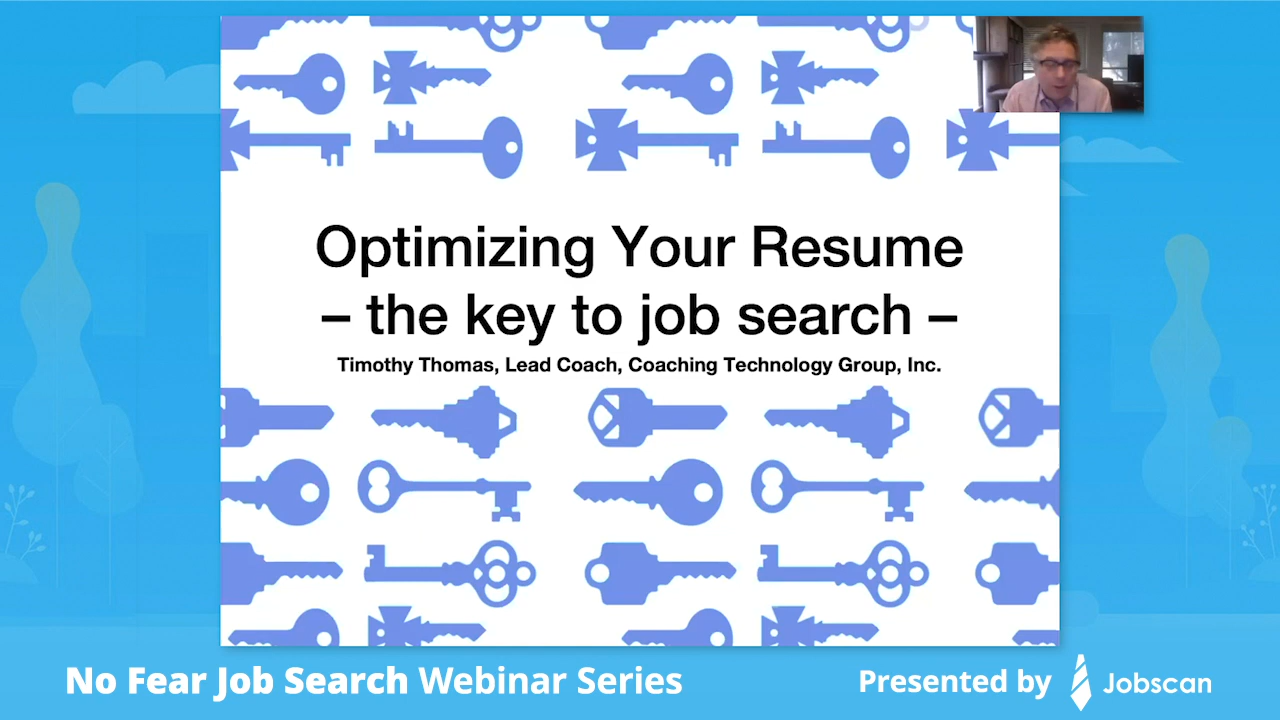 Optimizing Your Resume
– the key to job search –
Timothy Thomas, Lead Coach, Coaching Technology Group, Inc.
No Fear Job Search Webinar Series
Presented by Jobscan